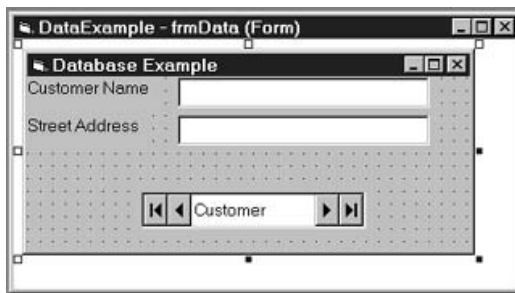 DataExample - frmData (Form)
Database Example
Customer Name
Street Address
Customer